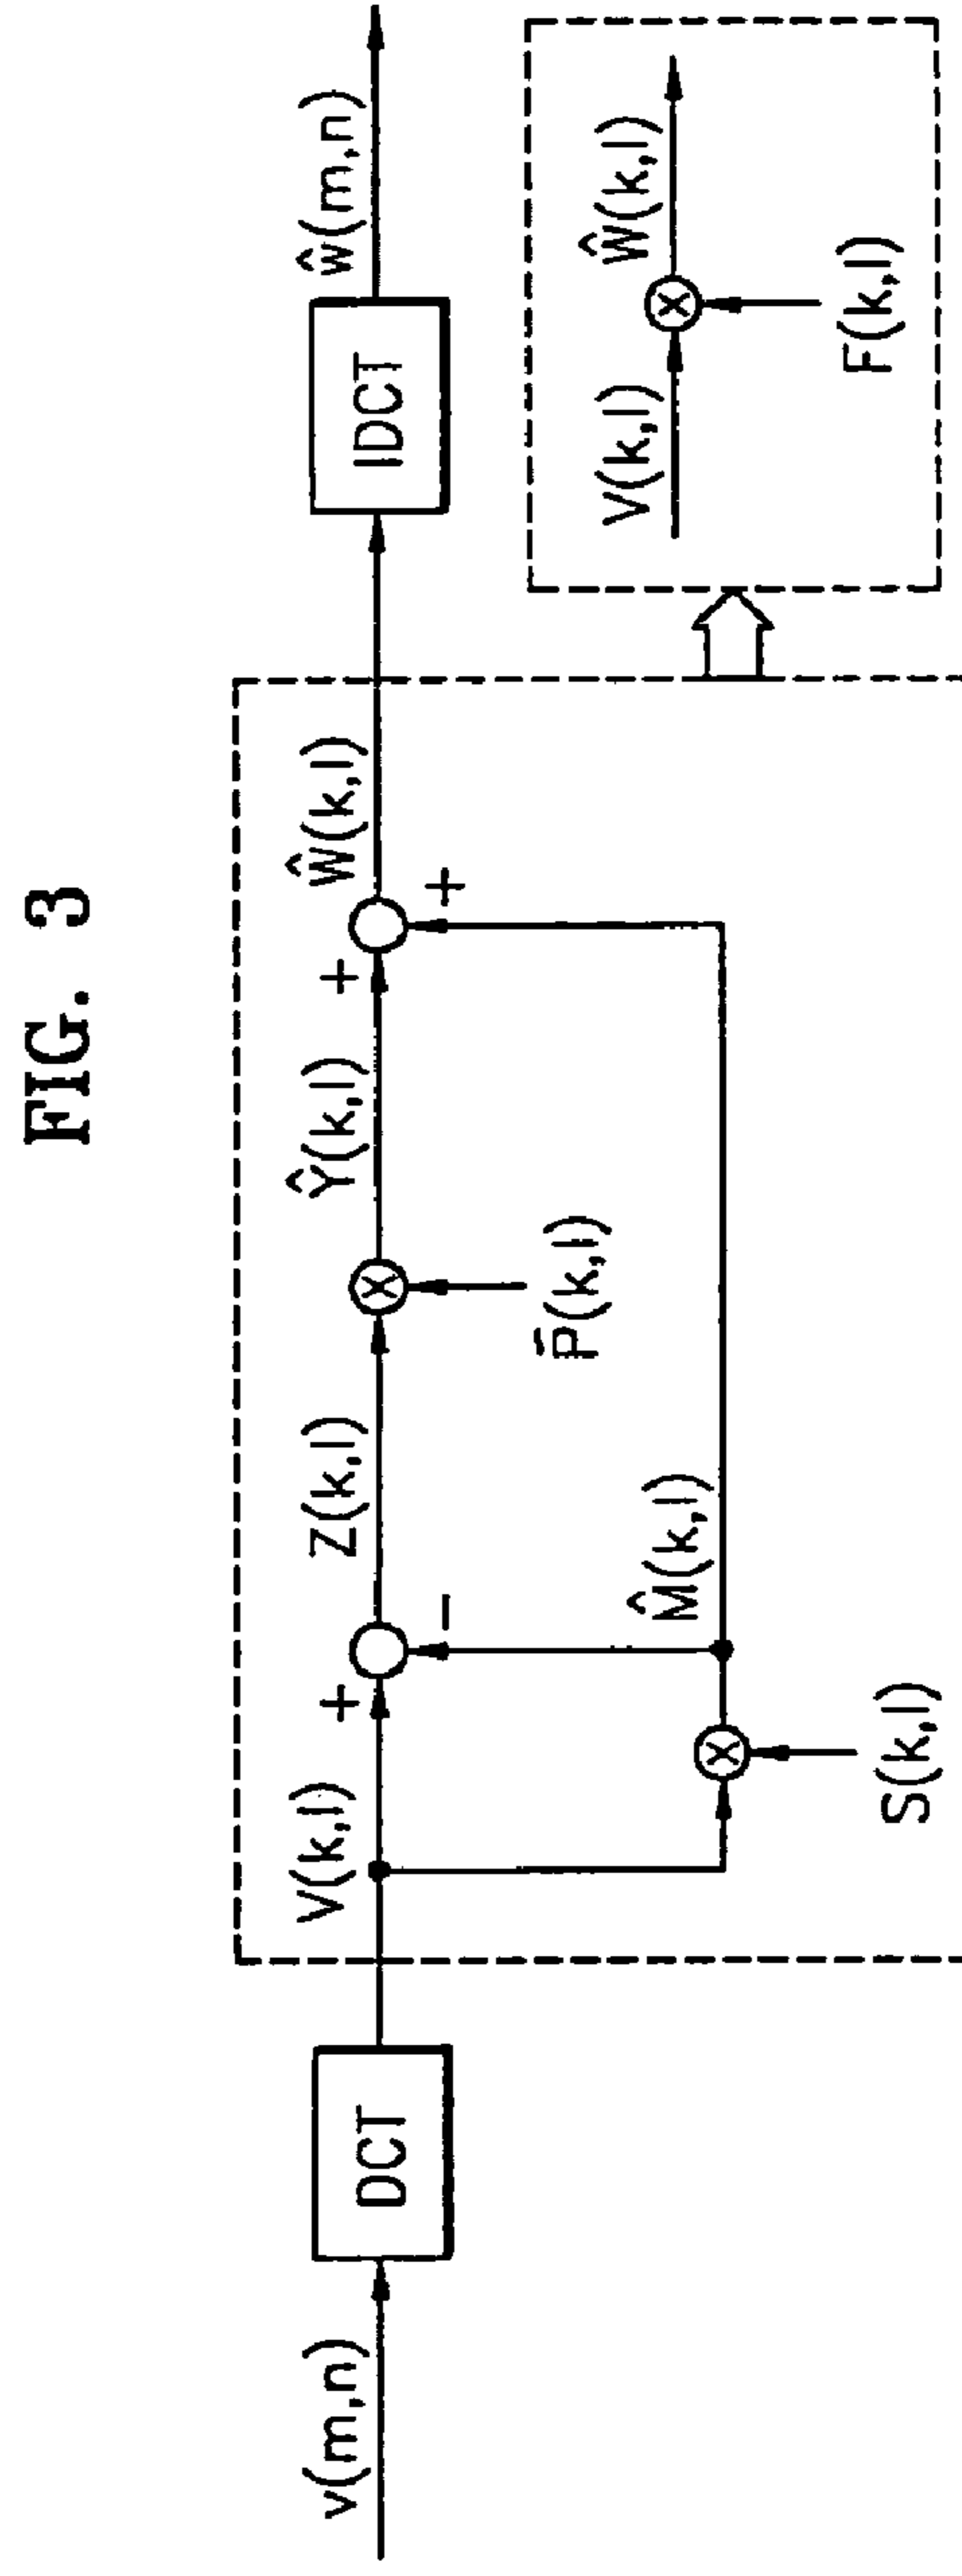 FIG. 3
v(m,n)
DCT
V(k,l)
+
−
Z(k,l)
×
P̃(k,l)
Ŷ(k,l)
+
+
Ŵ(k,l)
IDCT
ŵ(m,n)
×
S(k,l)
M̂(k,l)
V(k,l)
×
Ŵ(k,l)
F(k,l)